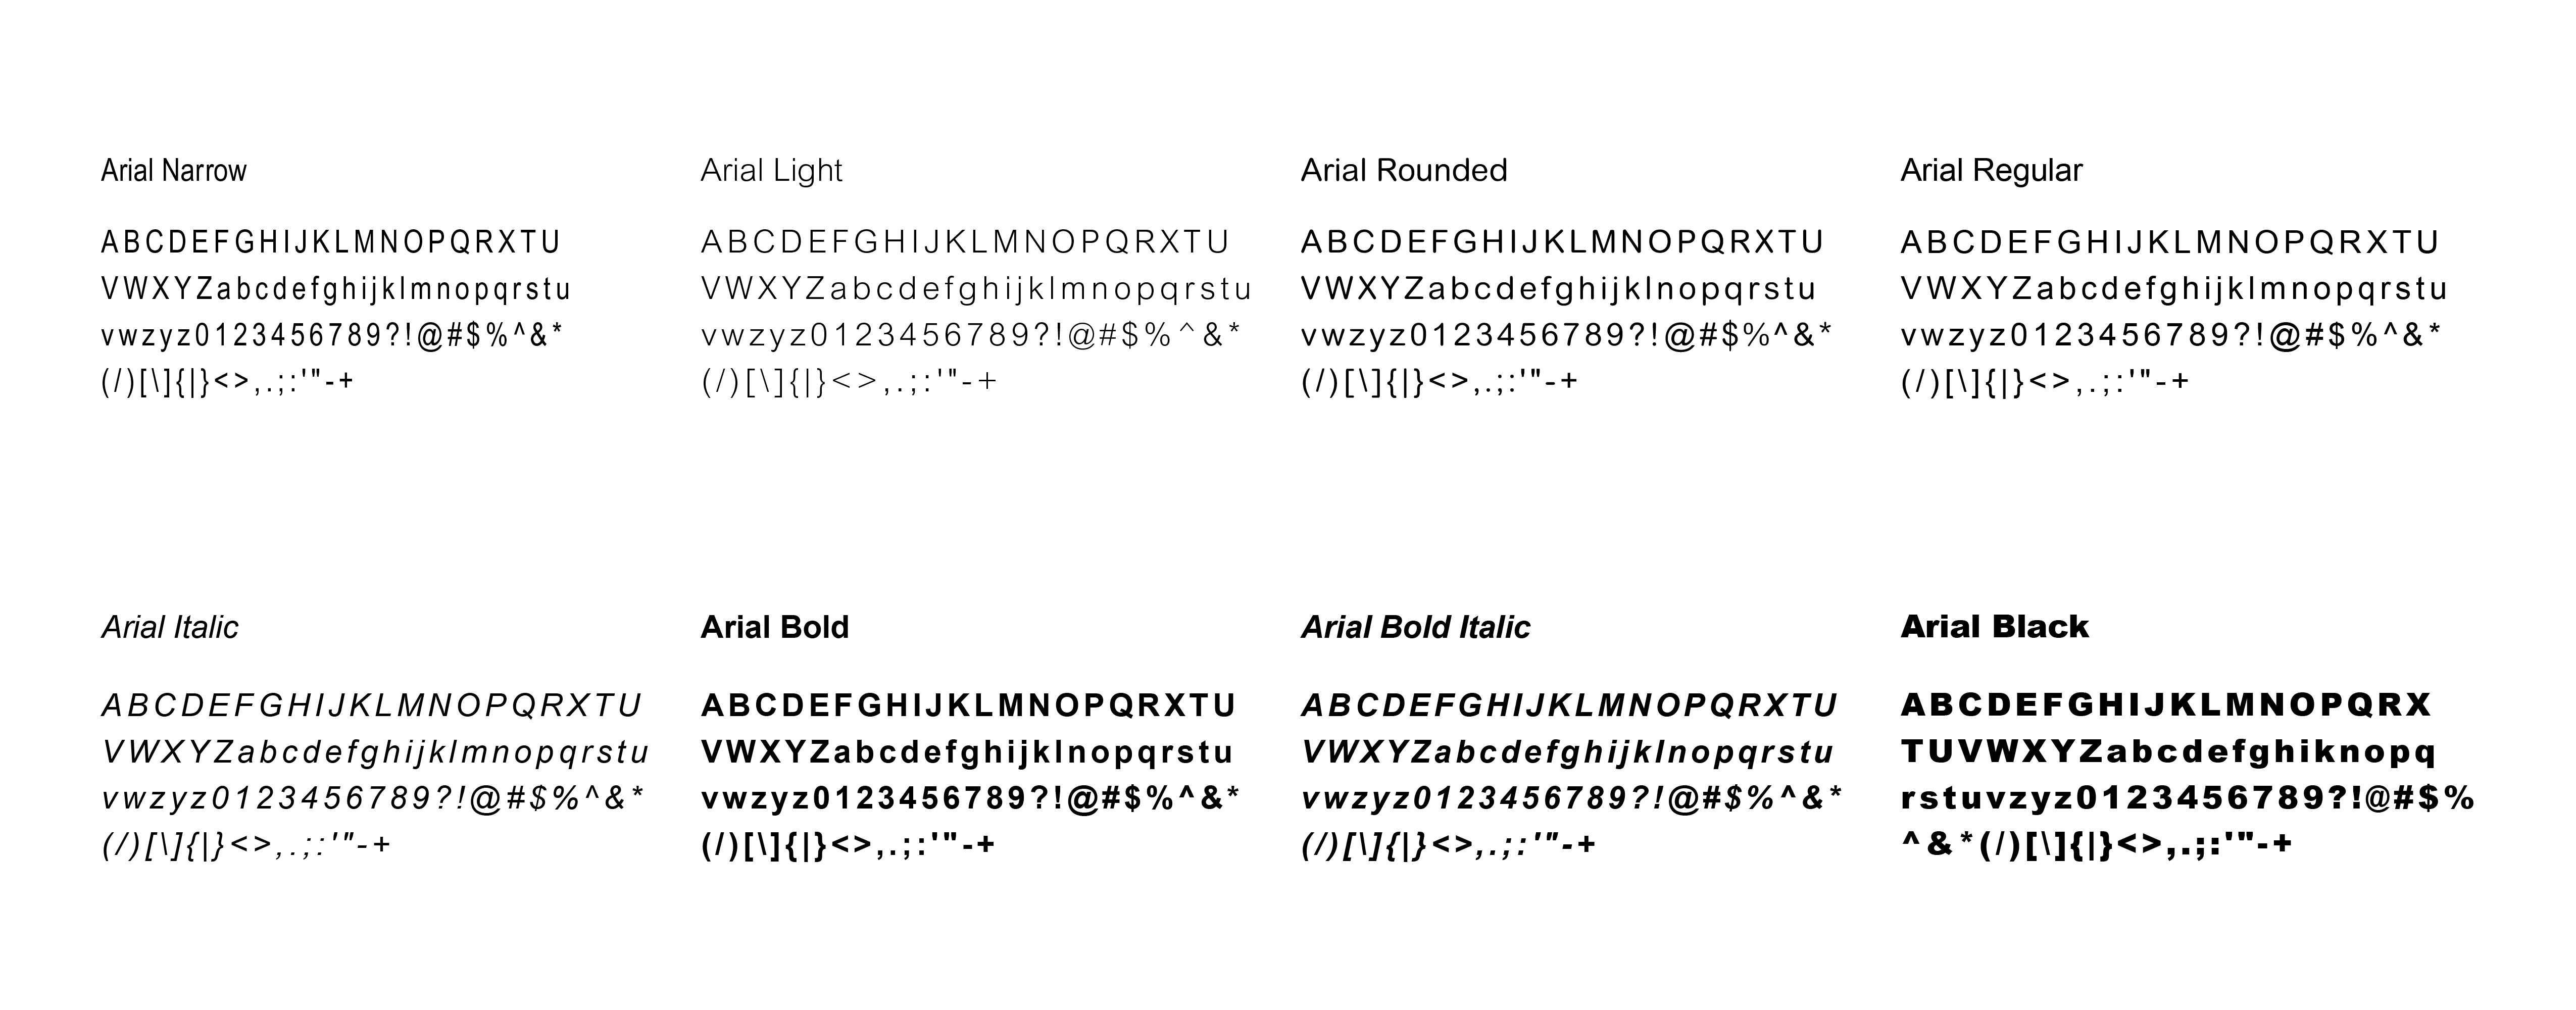 Arial Narrow
ABCDEFGHIJKLMNOPQRXTU
VWXYZabcdefghijklmnopqrstu
vwzyz0123456789?!@#$%^&*
(/)[\]{|}<>,.;:'"-+
Arial Light
ABCDEFGHIJKLMNOPQRXTU
VWXYZabcdefghijklmnopqrstu
vwzyz0123456789?!@#$%^&*
(/)[\]{|}<>,.;:'"-+
Arial Rounded
ABCDEFGHIJKLMNOPQRXTU
VWXYZabcdefghijklnopqrstu
vwzyz0123456789?!@#$%^&*
(/)[\]{|}<>,.;:'"-+
Arial Regular
ABCDEFGHIJKLMNOPQRXTU
VWXYZabcdefghijklmnopqrstu
vwzyz0123456789?!@#$%^&*
(/)[\]{|}<>,.;:'"-+
Arial Italic
ABCDEFGHIJKLMNOPQRXTU
VWXYZabcdefghijklmnopqrstu
vwzyz0123456789?!@#$%^&*
(/)[\]{|}<>,.;:'"-+
Arial Bold
ABCDEFGHIJKLMNOPQRXTU
VWXYZabcdefghijklnopqrstu
vwzyz0123456789?!@#$%^&*
(/)[\]{|}<>,.;:'"-+
Arial Bold Italic
ABCDEFGHIJKLMNOPQRXTU
VWXYZabcdefghijklnopqrstu
vwzyz0123456789?!@#$%^&*
(/)[\]{|}<>,.;:'"-+
Arial Black
ABCDEFGHIJKLMNOPQRX
TUVWXYZabcdefghiknopq
rstuvzyz0123456789?!@#$%
^&*(/)[\]{|}<>,.;:'"-+